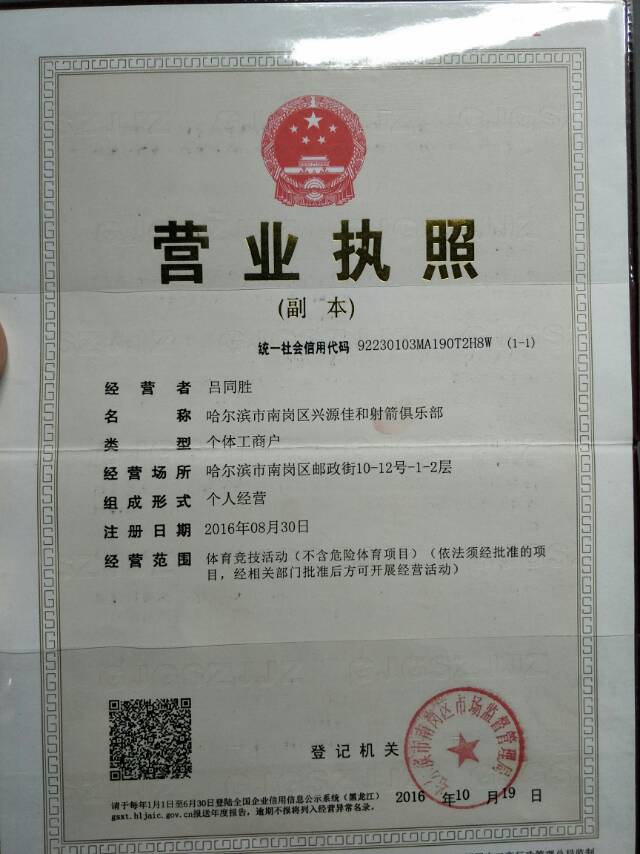 营业执照
(副 本)
统一社会信用代码 92230103MA190T2H8W (1-1)
经营者 吕同胜
名称 哈尔滨市南岗区兴源佳和射箭俱乐部
类型 个体工商户
经营场所 哈尔滨市南岗区邮政街10-12号-1-2层
组成形式 个人经营
注册日期 2016年08月30日
经营范围 体育竞技活动（不含危险体育项目）（依法须经批准的项
目，经相关部门批准后方可开展经营活动）
哈尔滨市南岗区市场监督管理局
登记机关
2016 年 10 月 19 日
请于每年1月1日至6月30日登陆全国企业信用信息公示系统（黑龙江）
gsxt.hljaic.gov.cn报送年度报告，逾期不报将列入经营异常名录。